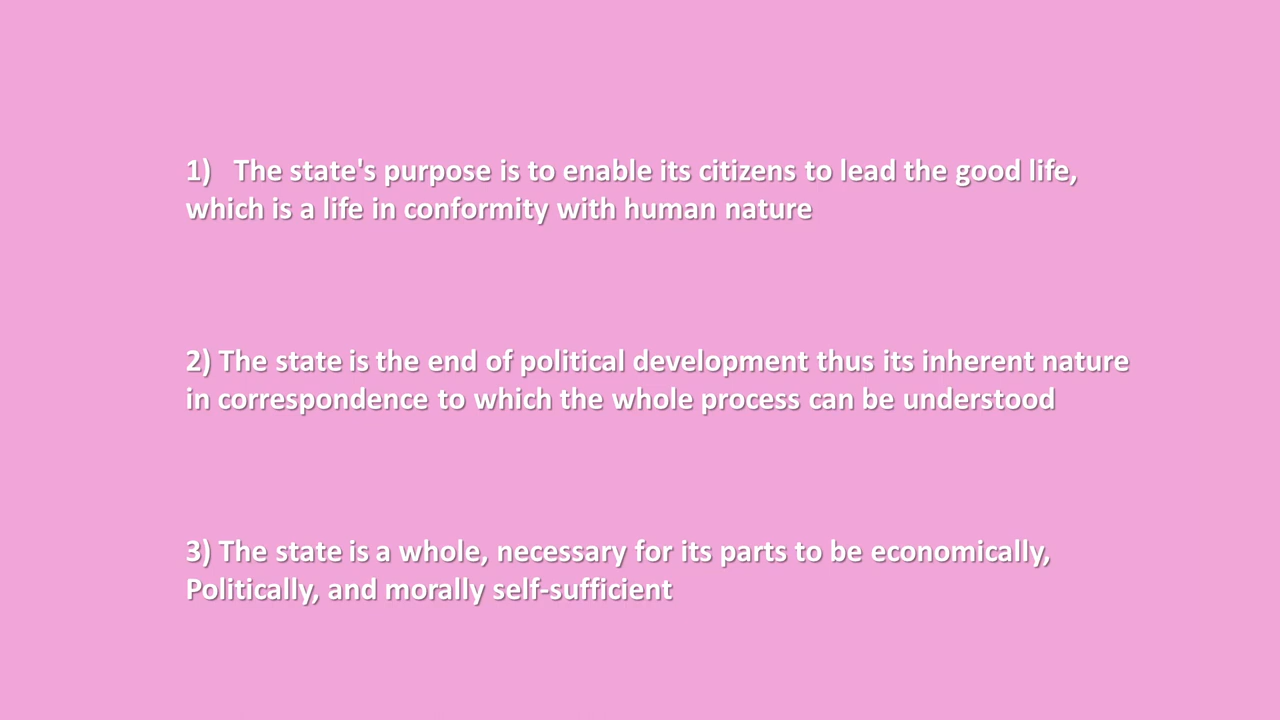 1)   The state's purpose is to enable its citizens to lead the good life,
which is a life in conformity with human nature
2) The state is the end of political development thus its inherent nature
in correspondence to which the whole process can be understood
3) The state is a whole, necessary for its parts to be economically,
Politically, and morally self-sufficient